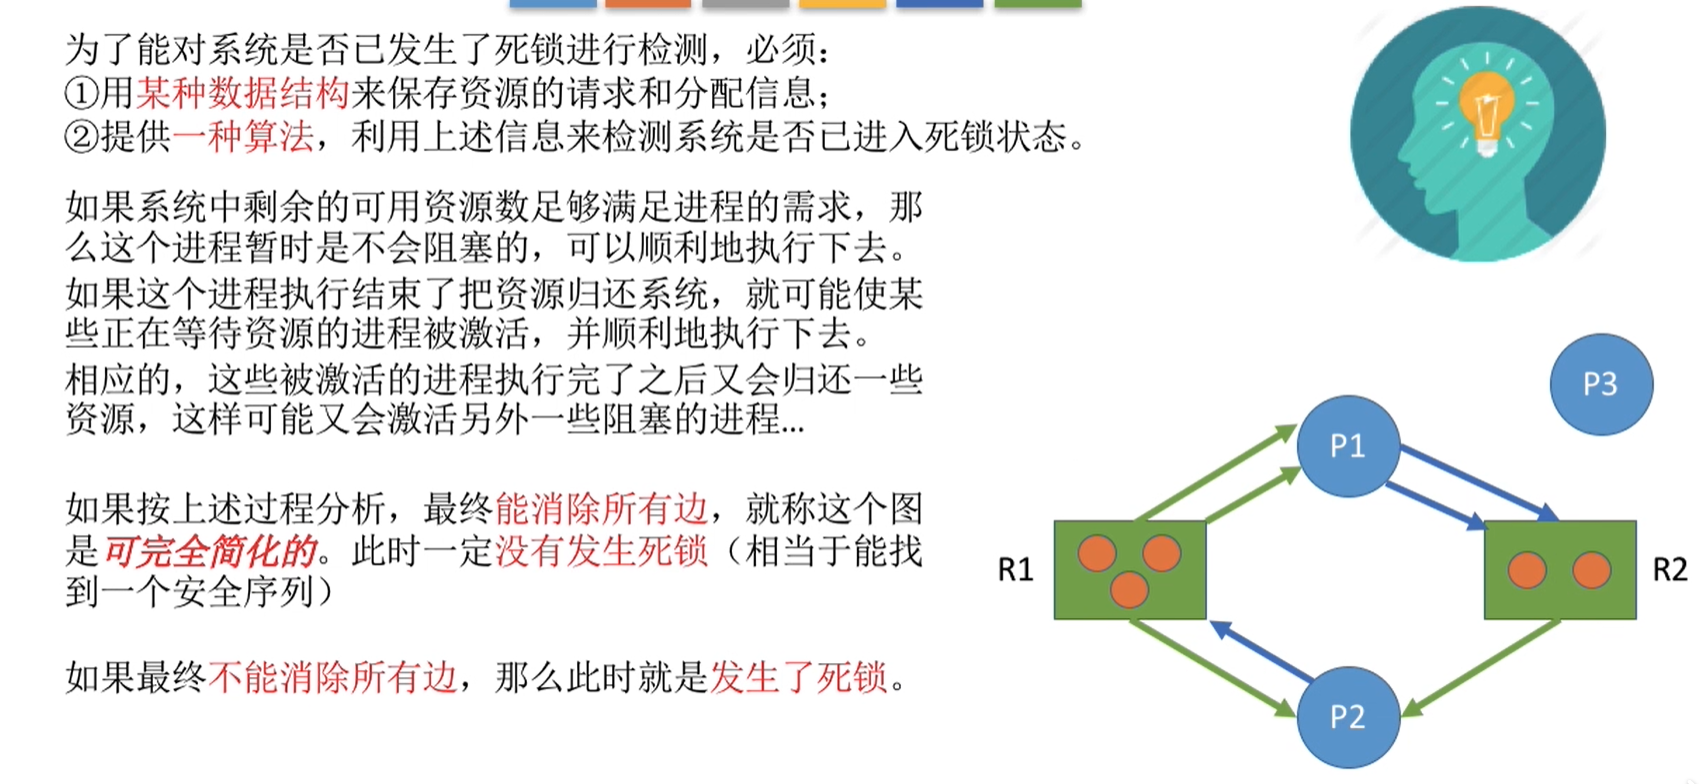 为了能对系统是否已发生了死锁进行检测，必须：
①用某种数据结构来保存资源的请求和分配信息；
②提供一种算法，利用上述信息来检测系统是否已进入死锁状态。
如果系统中剩余的可用资源数足够满足进程的需求，那
么这个进程暂时是不会阻塞的，可以顺利地执行下去。
如果这个进程执行结束了把资源归还系统，就可能使某
些正在等待资源的进程被激活，并顺利地执行下去。
相应的，这些被激活的进程执行完了之后又会归还一些
资源，这样可能又会激活另外一些阻塞的进程...
如果按上述过程分析，最终能消除所有边，就称这个图
是可完全简化的。此时一定没有发生死锁（相当于能找
到一个安全序列）
如果最终不能消除所有边，那么此时就是发生了死锁。
P3
P1
R1
R2
P2